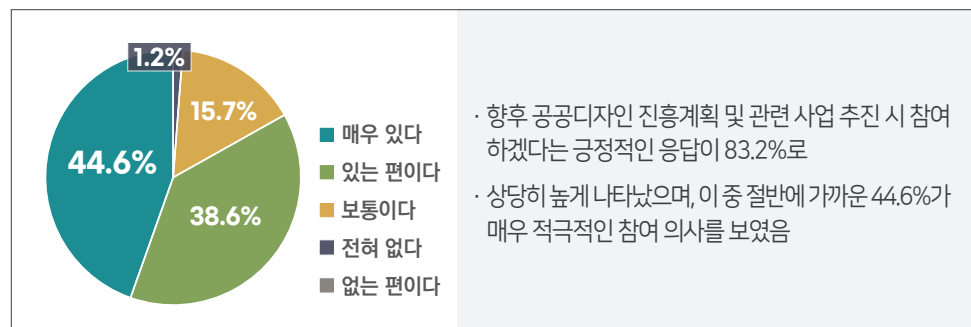 1.2%
15.7%
44.6%
38.6%
매우 있다
있는 편이다
보통이다
전혀 없다
없는 편이다
· 향후 공공디자인 진흥계획 및 관련 사업 추진 시 참여
하겠다는 긍정적인 응답이 83.2%로
· 상당히 높게 나타났으며, 이 중 절반에 가까운 44.6%가
매우 적극적인 참여 의사를 보였음